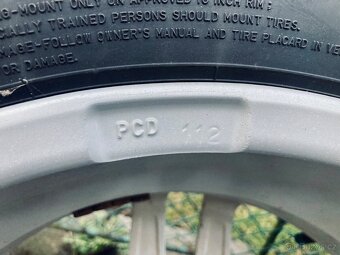 G-MOUNT ONLY ON APPROVED 16 INCH RIM
CIALLY TRAINED PERSONS SHOULD MOUNT TIRES.
AMAGE-FOLLOW OWNER'S MANUAL AND TIRE PLACARD IN VE
OR DAMAGE.
PCD 112